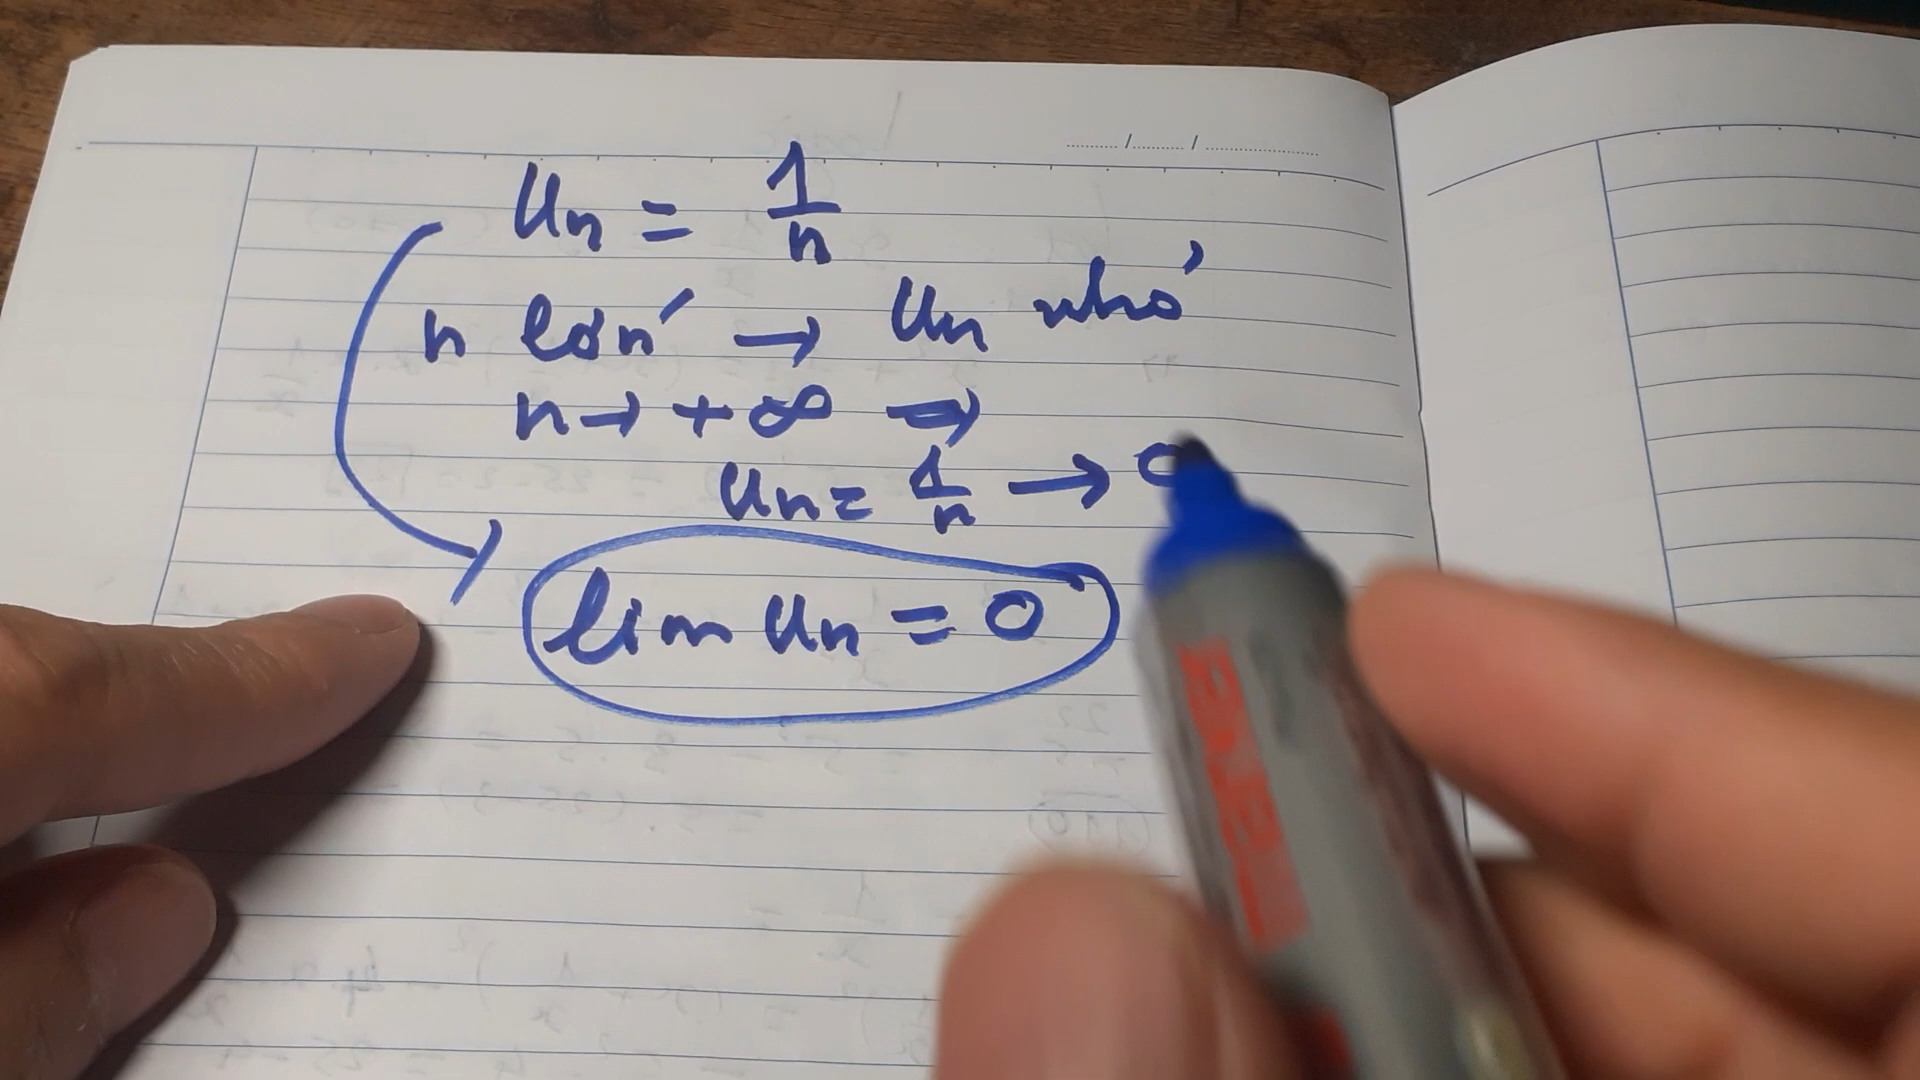 Un = 1/n
n lớn → Un nhỏ
n → + ∞ ⇒
Un = 1/n → 0
lim Un = 0